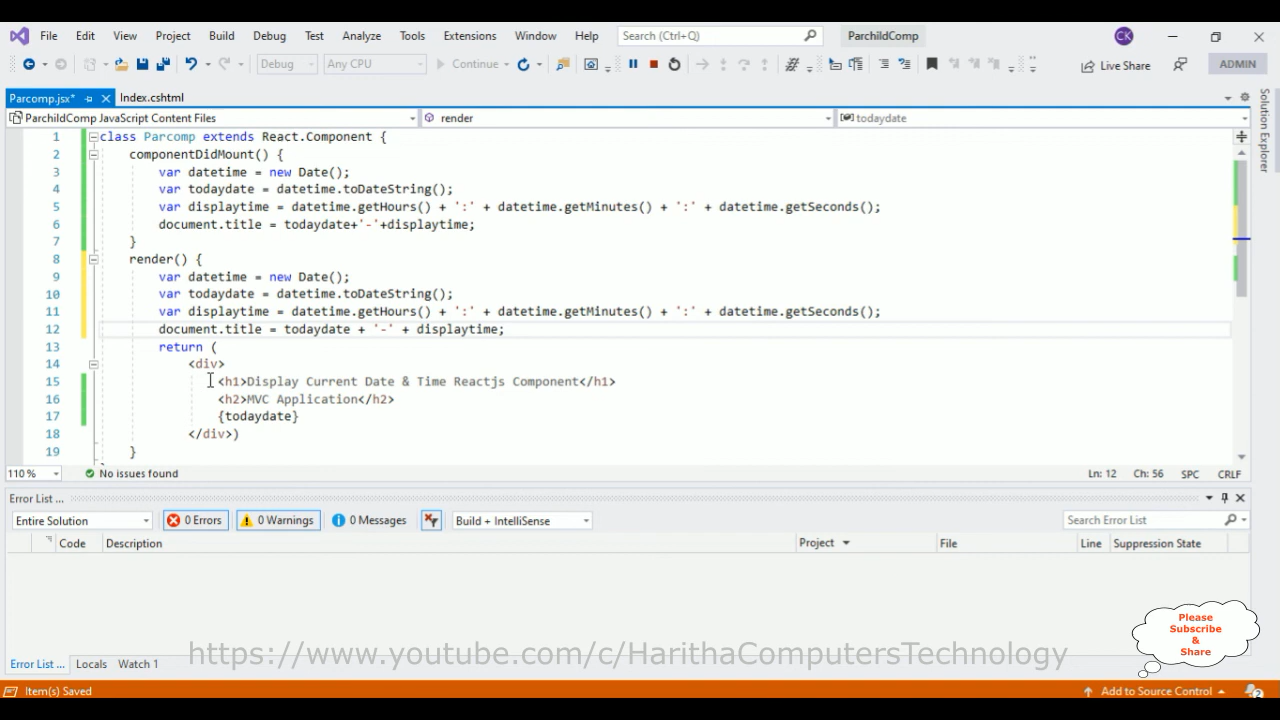 File Edit View Project Build Debug Test Analyze Tools Extensions Window Help Search (Ctrl+Q) ParchildComp CK
Debug Any CPU Continue Live Share ADMIN
Parcomp.jsx* Index.cshtml
ParchildComp JavaScript Content Files render todaydate
Solution Explorer
1 class Parcomp extends React.Component {
2 componentDidMount() {
3 var datetime = new Date();
4 var todaydate = datetime.toDateString();
5 var displaytime = datetime.getHours() + ':' + datetime.getMinutes() + ':' + datetime.getSeconds();
6 document.title = todaydate+'-'+displaytime;
7 }
8 render() {
9 var datetime = new Date();
10 var todaydate = datetime.toDateString();
11 var displaytime = datetime.getHours() + ':' + datetime.getMinutes() + ':' + datetime.getSeconds();
12 document.title = todaydate + '-' + displaytime;
13 return (
14 <div>
15 <h1>Display Current Date & Time Reactjs Component</h1>
16 <h2>MVC Application</h2>
17 {todaydate}
18 </div>)
19 }
110 % No issues found Ln: 12 Ch: 56 SPC CRLF
Error List ...
Entire Solution 0 Errors 0 Warnings 0 Messages Build + IntelliSense Search Error List
Code Description Project File Line Suppression State
Please
Subscribe
&
Share
https://www.youtube.com/c/HarithaComputersTechnology
Error List ... Locals Watch 1
Item(s) Saved Add to Source Control 2